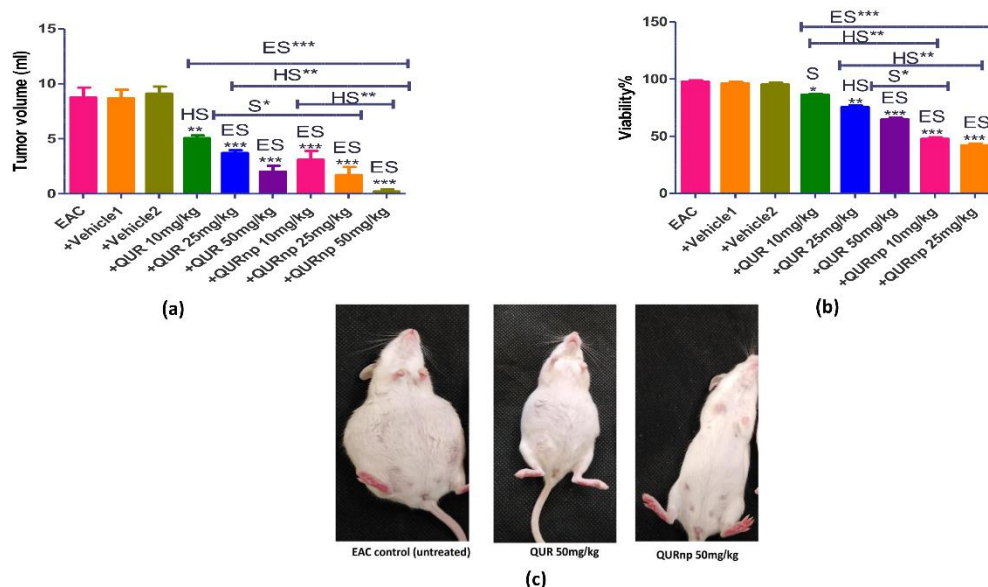 Tumor volume (ml)
15
10
5
0
ES***
HS**
HS**
S*
HS
**
ES
***
ES
***
ES
***
ES
***
ES
***
EAC
+Vehicle1
+Vehicle2
+QUR 10mg/kg
+QUR 25mg/kg
+QUR 50mg/kg
+QURnp 10mg/kg
+QURnp 25mg/kg
+QURnp 50mg/kg
(a)
Viability%
150
100
50
0
ES***
HS**
HS**
S*
S
*
HS
**
ES
***
ES
***
ES
***
EAC
+Vehicle1
+Vehicle2
+QUR 10mg/kg
+QUR 25mg/kg
+QUR 50mg/kg
+QURnp 10mg/kg
+QURnp 25mg/kg
(b)
EAC control (untreated)
QUR 50mg/kg
QURnp 50mg/kg
(c)